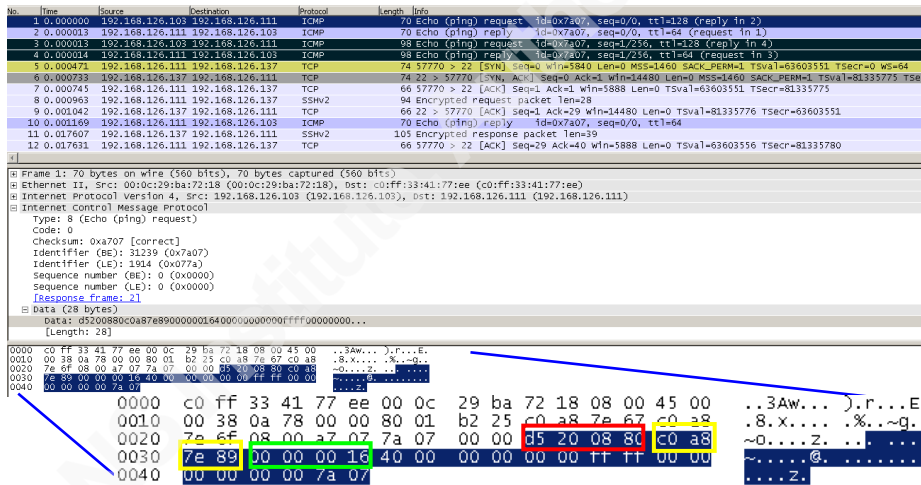 No. Time Source Destination Protocol Length Info
1 0.000000 192.168.126.103 192.168.126.111 ICMP 70 Echo (ping) request id=0x7a07, seq=0/0, ttl=128 (reply in 2)
2 0.000013 192.168.126.111 192.168.126.103 ICMP 70 Echo (ping) reply id=0x7a07, seq=0/0, ttl=64 (request in 1)
3 0.000013 192.168.126.103 192.168.126.111 ICMP 98 Echo (ping) request id=0x7a07, seq=1/256, ttl=128 (reply in 4)
4 0.000014 192.168.126.111 192.168.126.103 ICMP 98 Echo (ping) reply id=0x7a07, seq=1/256, ttl=64 (request in 3)
5 0.000471 192.168.126.111 192.168.126.137 TCP 74 57770 > 22 [SYN] Seq=0 Win=5840 Len=0 MSS=1460 SACK_PERM=1 TSval=63603551 TSecr=0 WS=64
6 0.000733 192.168.126.137 192.168.126.111 TCP 74 22 > 57770 [SYN, ACK] Seq=0 Ack=1 Win=14480 Len=0 MSS=1460 SACK_PERM=1 TSval=81335775 TSe
7 0.000745 192.168.126.111 192.168.126.137 TCP 66 57770 > 22 [ACK] Seq=1 Ack=1 Win=5888 Len=0 TSval=63603551 TSecr=81335775
8 0.000963 192.168.126.111 192.168.126.137 SSHv2 94 Encrypted request packet len=28
9 0.001042 192.168.126.137 192.168.126.111 TCP 66 22 > 57770 [ACK] Seq=1 Ack=29 Win=14480 Len=0 TSval=81335776 TSecr=63603551
10 0.001169 192.168.126.111 192.168.126.103 ICMP 70 Echo (ping) reply id=0x7a07, seq=0/0, ttl=64
11 0.017607 192.168.126.137 192.168.126.111 SSHv2 105 Encrypted response packet len=39
12 0.017631 192.168.126.111 192.168.126.137 TCP 66 57770 > 22 [ACK] Seq=29 Ack=40 Win=5888 Len=0 TSval=63603556 TSecr=81335780
Frame 1: 70 bytes on wire (560 bits), 70 bytes captured (560 bits)
Ethernet II, Src: 00:0c:29:ba:72:18 (00:0c:29:ba:72:18), Dst: c0:ff:33:41:77:ee (c0:ff:33:41:77:ee)
Internet Protocol Version 4, Src: 192.168.126.103 (192.168.126.103), Dst: 192.168.126.111 (192.168.126.111)
Internet Control Message Protocol
Type: 8 (Echo (ping) request)
Code: 0
Checksum: 0xa707 [correct]
Identifier (BE): 31239 (0x7a07)
Identifier (LE): 1914 (0x077a)
Sequence number (BE): 0 (0x0000)
Sequence number (LE): 0 (0x0000)
[Response frame: 2]
Data (28 bytes)
Data: d5200880c0a87e890000001640000000000000ffff00000000...
[Length: 28]
0000 c0 ff 33 41 77 ee 00 0c 29 ba 72 18 08 00 45 00 ..3Aw... ).r...E.
0010 00 38 0a 78 00 00 80 01 b2 25 c0 a8 7e 67 c0 a8 .8.x.... .%..~g..
0020 7e 6f 08 00 a7 07 7a 07 00 00 d5 20 08 80 c0 a8 ~o....z. ... ....
0030 7e 89 00 00 00 16 40 00 00 00 00 00 ff ff 00 00 ~.....@. ........
0040 00 00 00 00 7a 07 ....z.
0000 c0 ff 33 41 77 ee 00 0c 29 ba 72 18 08 00 45 00 ..3Aw... ).r...E
0010 00 38 0a 78 00 00 80 01 b2 25 c0 a8 7e 67 c0 a8 .8.x.... .%..~g.
0020 7e 6f 08 00 a7 07 7a 07 00 00 d5 20 08 80 c0 a8 ~o....z. ... ...
0030 7e 89 00 00 00 16 40 00 00 00 00 00 ff ff 00 00 ~.....@. .......
0040 00 00 00 00 7a 07 ....z.